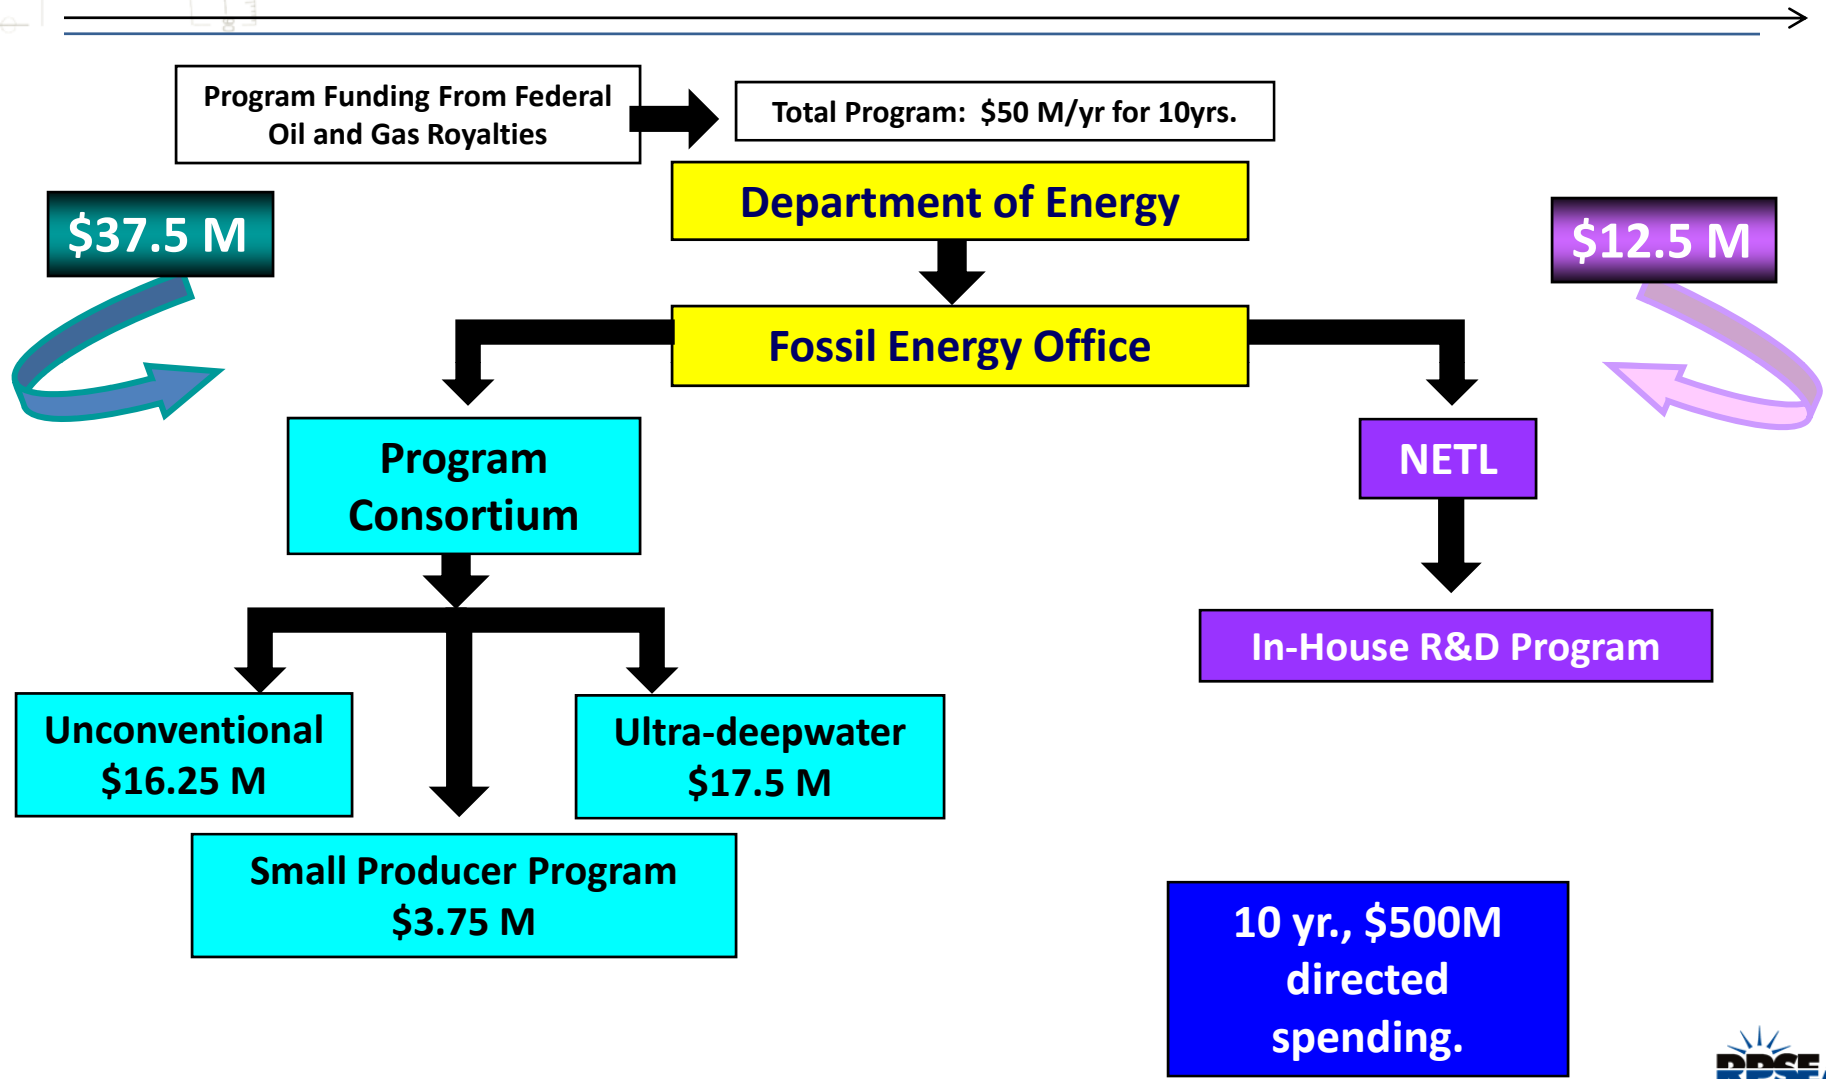 Program Funding From Federal
Oil and Gas Royalties
Total Program: $50 M/yr for 10yrs.
Department of Energy
$37.5 M
$12.5 M
Fossil Energy Office
Program
Consortium
NETL
In-House R&D Program
Unconventional
$16.25 M
Ultra-deepwater
$17.5 M
Small Producer Program
$3.75 M
10 yr., $500M
directed
spending.